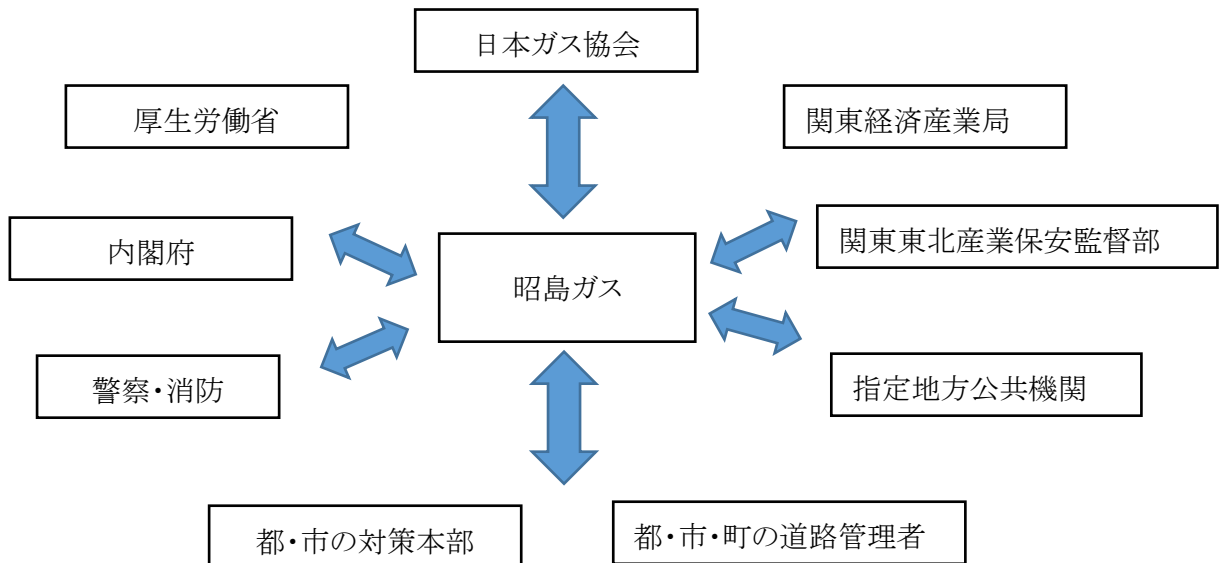 日本ガス協会
厚生労働省
関東経済産業局
内閣府
関東東北産業保安監督部
昭島ガス
警察・消防
指定地方公共機関
都・市の対策本部
都・市・町の道路管理者